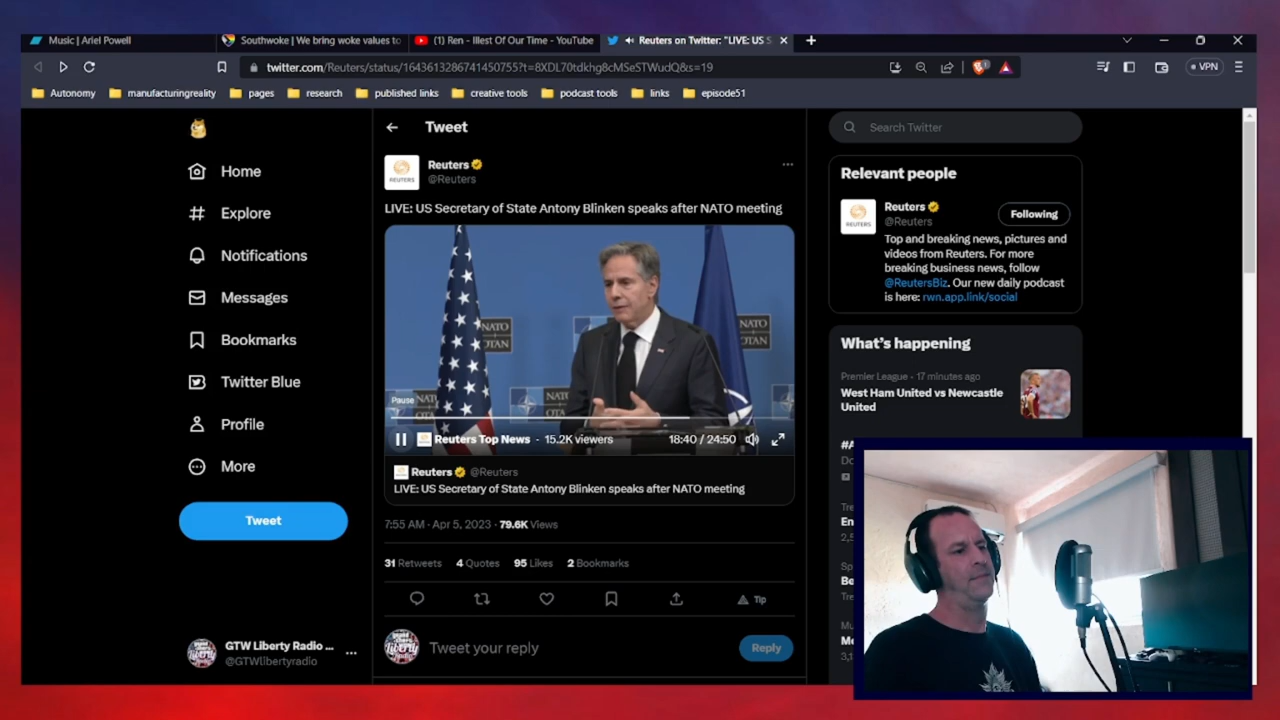 Music | Ariel Powell
Southwoke | We bring woke values to
(1) Ren - Illest Of Our Time - YouTube
Reuters on Twitter: "LIVE: US S
twitter.com/Reuters/status/1643613286741450755?t=8XDL70tdkhg8cMSeSTWudQ&s=19
VPN
Autonomy
manufacturingreality
pages
research
published links
creative tools
podcast tools
links
episode51
Home
Explore
Notifications
Messages
Bookmarks
Twitter Blue
Profile
More
Tweet
GTW Liberty Radio ...
@GTWlibertyradio
Tweet
REUTERS
Reuters
@Reuters
LIVE: US Secretary of State Antony Blinken speaks after NATO meeting
NATO
OTAN
NATO
OTAN
Pause
Reuters Top News · 15.2K viewers
18:40 / 24:50
Reuters @Reuters
LIVE: US Secretary of State Antony Blinken speaks after NATO meeting
7:55 AM · Apr 5, 2023 · 79.6K Views
31 Retweets 4 Quotes 95 Likes 2 Bookmarks
Tip
Tweet your reply
Reply
Search Twitter
Relevant people
REUTERS
Reuters
@Reuters
Following
Top and breaking news, pictures and
videos from Reuters. For more
breaking business news, follow
@ReutersBiz. Our new daily podcast
is here: rwn.app.link/social
What's happening
Premier League · 17 minutes ago
West Ham United vs Newcastle
United